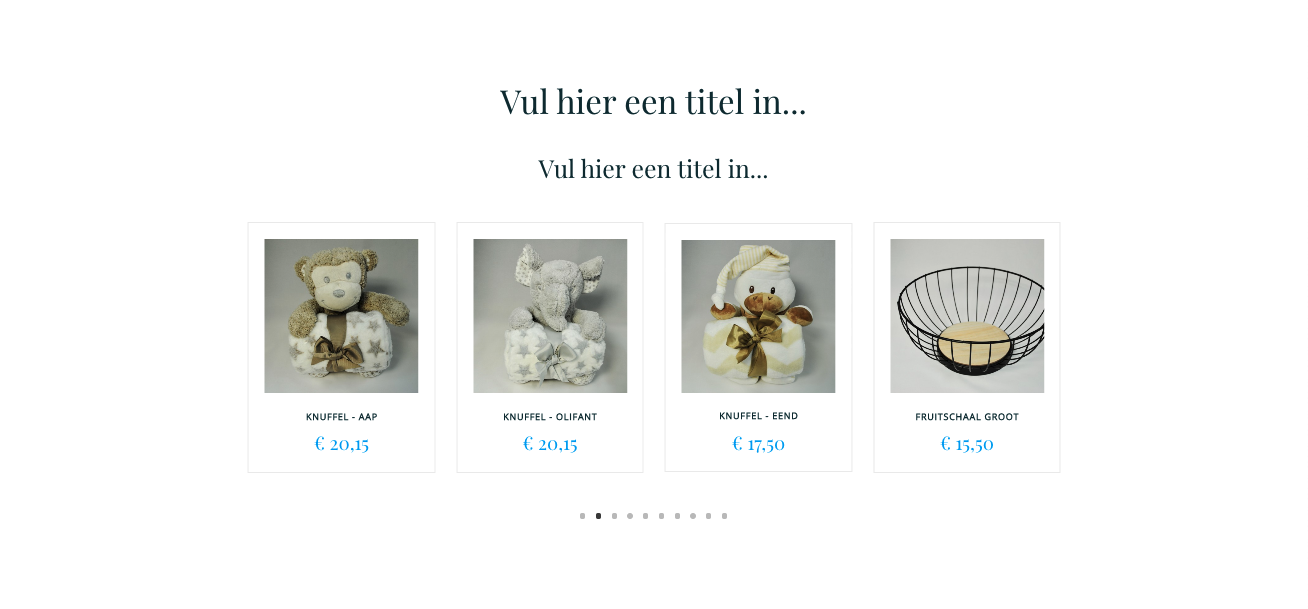 Vul hier een titel in...
Vul hier een titel in...
KNUFFEL - AAP
€ 20,15
KNUFFEL - OLIFANT
€ 20,15
KNUFFEL - EEND
€ 17,50
FRUITSCHAAL GROOT
€ 15,50